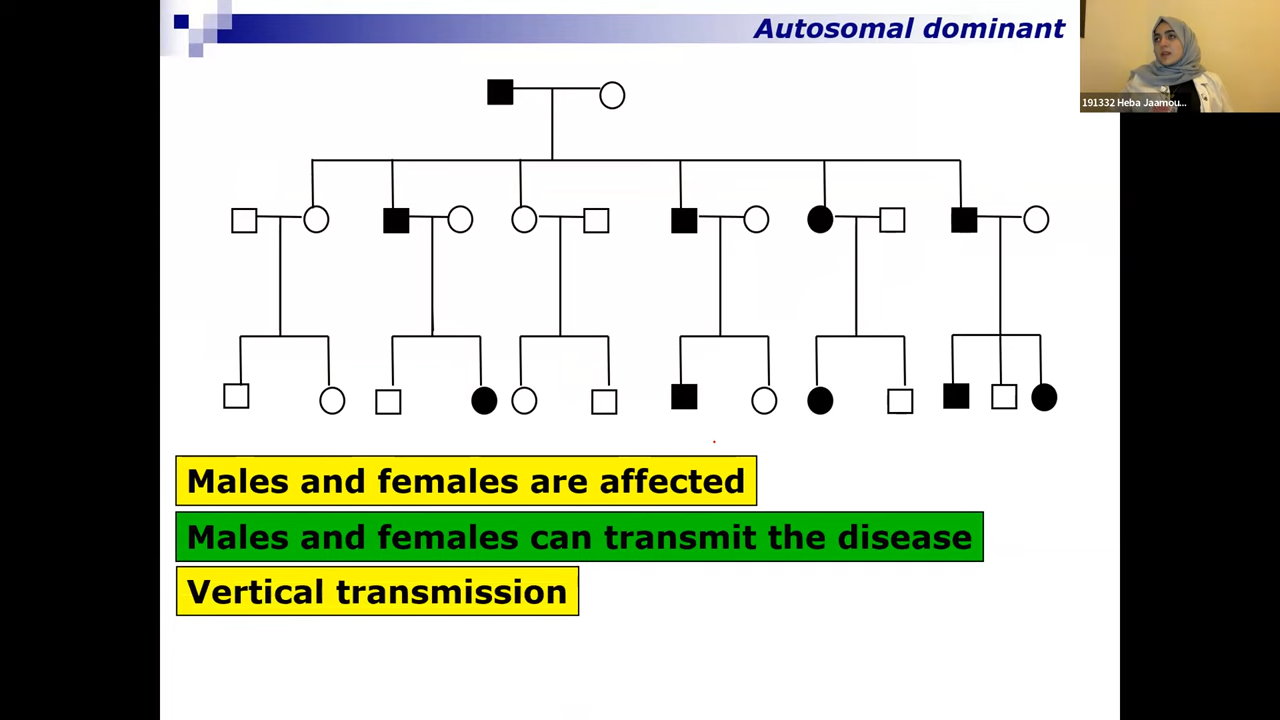 Autosomal dominant
191332 Heba Jaamou...
Males and females are affected
Males and females can transmit the disease
Vertical transmission